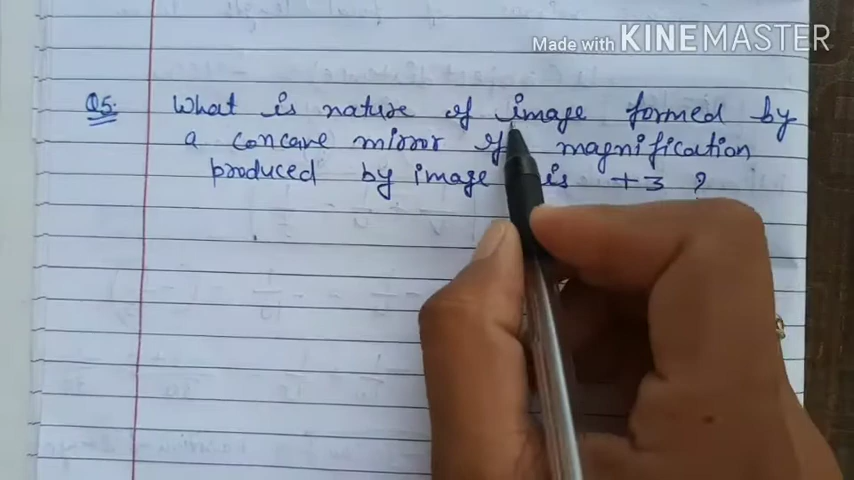 Made with KINEMASTER
Q5. What is nature of image formed by
a concave mirror of magnification
produced by image is +3 ?